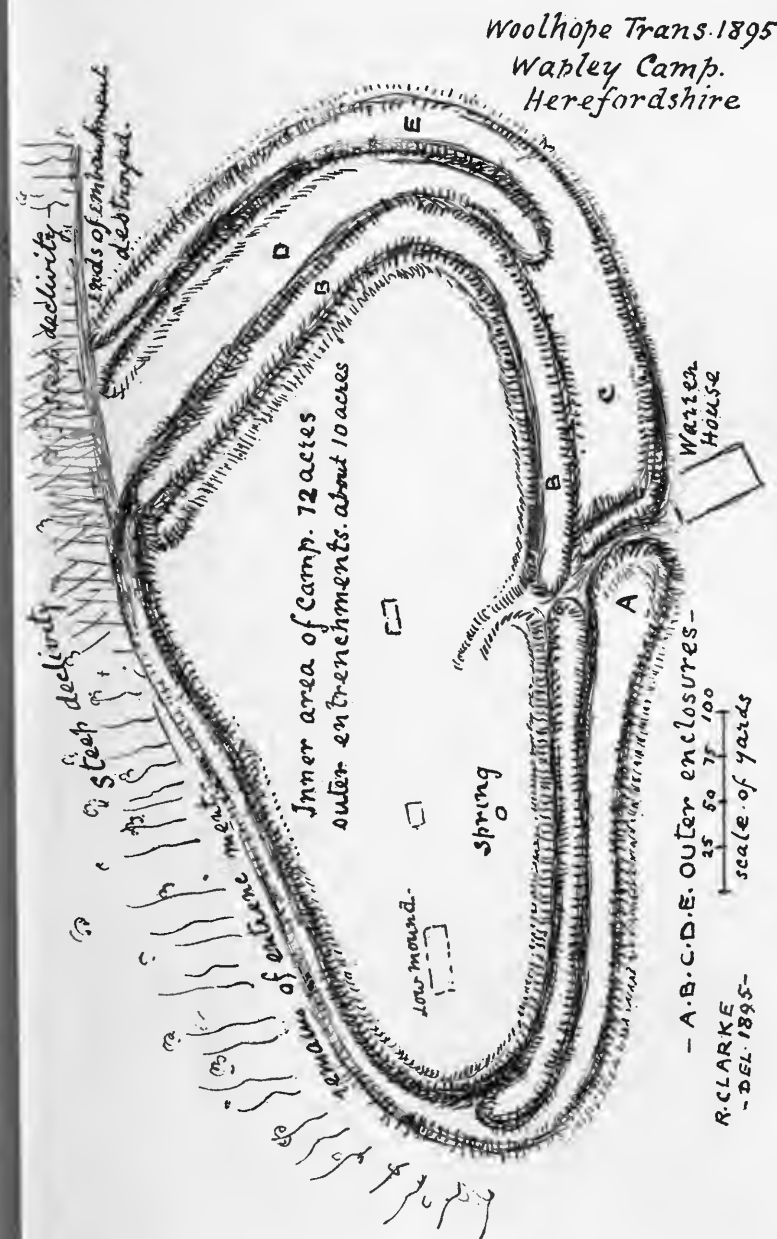 Woolhope Trans. 1895
Wapley Camp.
Herefordshire
Ends of embankment
destroyed.
Steep declivity
declivity
E
D
B
Inner area of Camp. 12 acres
outer entrenchments. about 10 acres
B
C
Warren
House
A
Spring
Low mound.
remains of entrenchment
- A.B.C.D.E. Outer enclosures -
25 50 75 100
scale of yards
R. CLARKE
- DEL. 1895 -